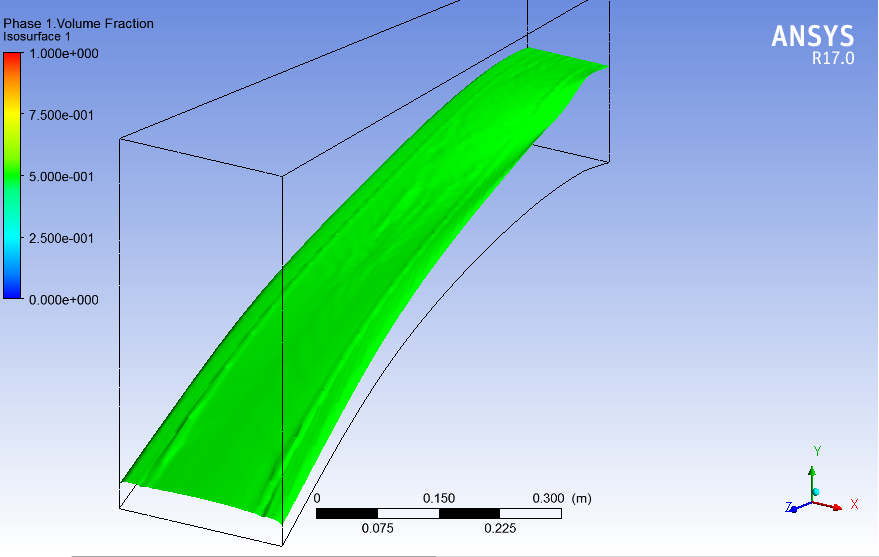 Phase 1.Volume Fraction
Isosurface 1
1.000e+000
7.500e-001
5.000e-001
2.500e-001
0.000e+000
ANSYS
R17.0
0 0.150 0.300 (m)
0.075 0.225
Y
Z X